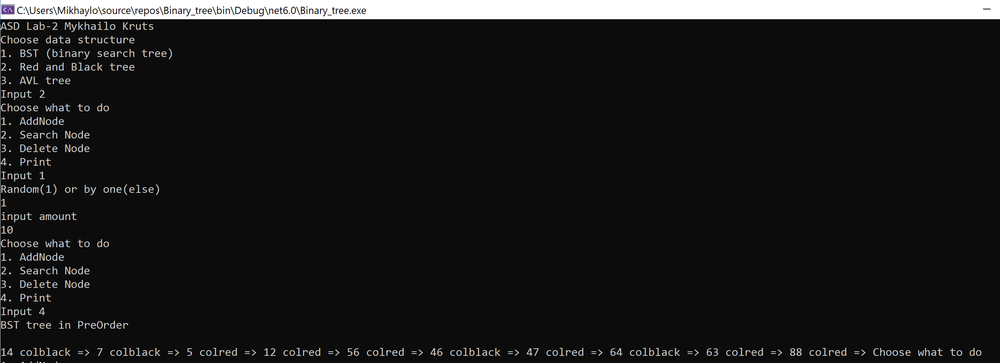 C:\Users\Mikhaylo\source\repos\Binary_tree\bin\Debug\net6.0\Binary_tree.exe
ASD Lab-2 Mykhailo Kruts
Choose data structure
1. BST (binary search tree)
2. Red and Black tree
3. AVL tree
Input 2
Choose what to do
1. AddNode
2. Search Node
3. Delete Node
4. Print
Input 1
Random(1) or by one(else)
1
input amount
10
Choose what to do
1. AddNode
2. Search Node
3. Delete Node
4. Print
Input 4
BST tree in PreOrder
14 colblack => 7 colblack => 5 colred => 12 colred => 56 colred => 46 colblack => 47 colred => 64 colblack => 63 colred => 88 colred => Choose what to do